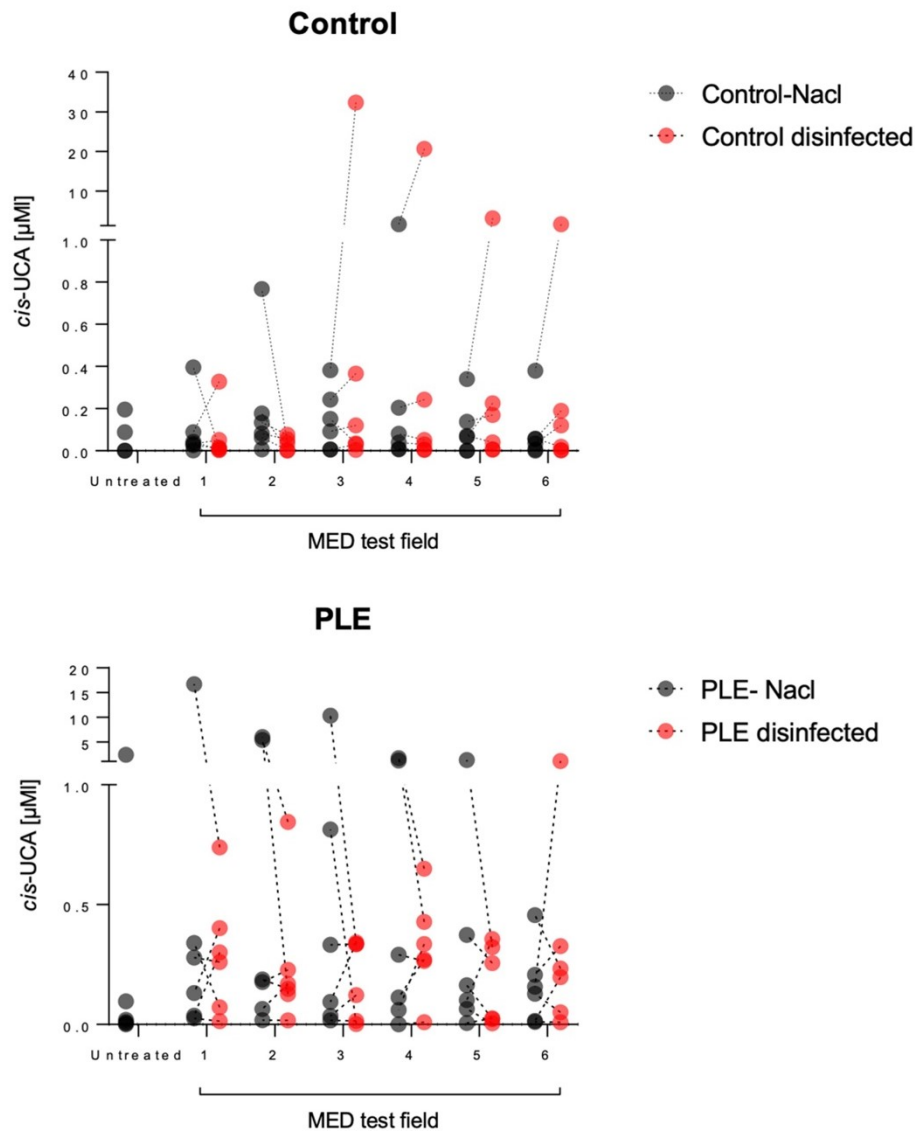 Control
40
30
20
10
1.0
0.8
0.6
0.4
0.2
0.0
cis-UCA [µMl]
Untreated 1 2 3 4 5 6
MED test field
Control-Nacl
Control disinfected
PLE
20
15
10
5
1.0
0.5
0.0
cis-UCA [µMl]
Untreated 1 2 3 4 5 6
MED test field
PLE- Nacl
PLE disinfected